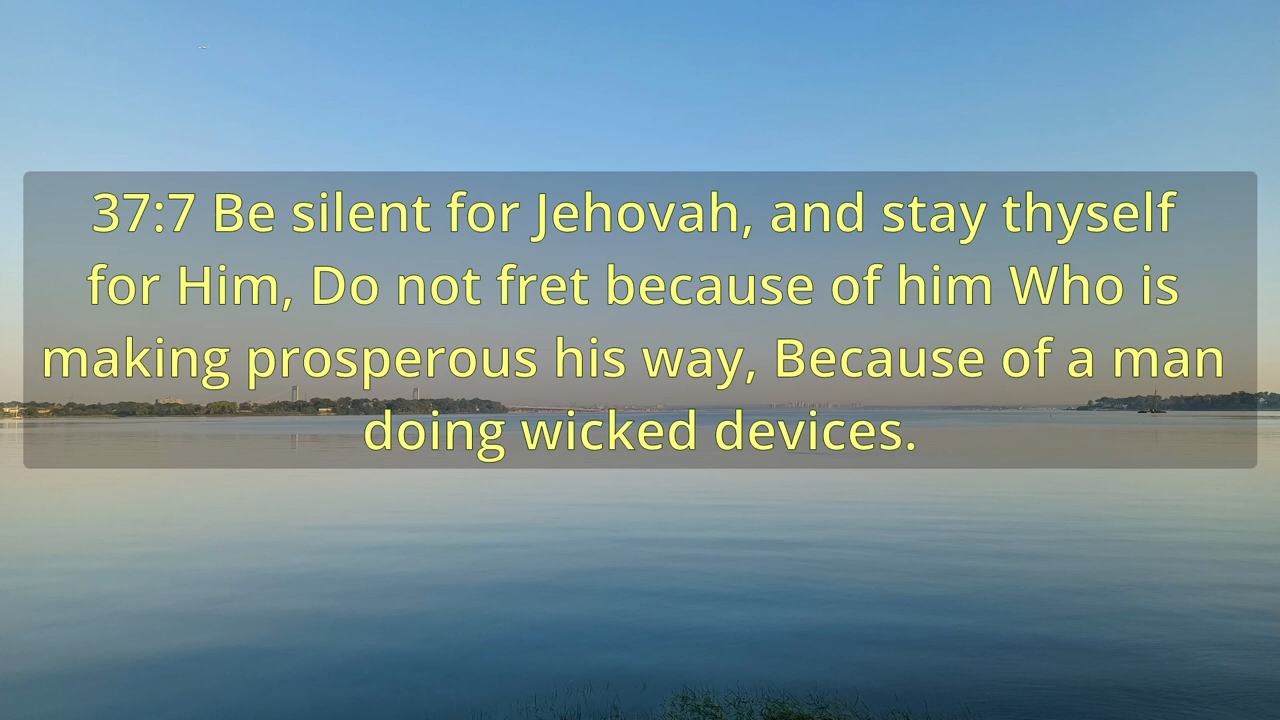 37:7 Be silent for Jehovah, and stay thyself
for Him, Do not fret because of him Who is
making prosperous his way, Because of a man
doing wicked devices.